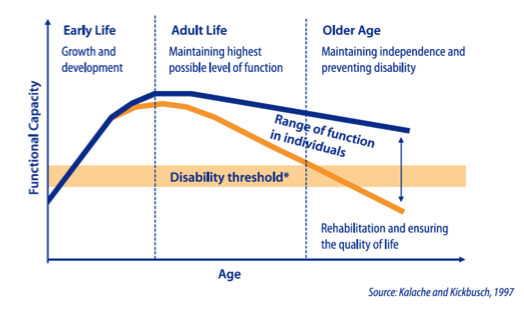 Early Life
Growth and
development
Adult Life
Maintaining highest
possible level of function
Older Age
Maintaining independence and
preventing disability
Functional Capacity
Range of function
in individuals
Disability threshold*
Rehabilitation and ensuring
the quality of life
Age
Source: Kalache and Kickbusch, 1997